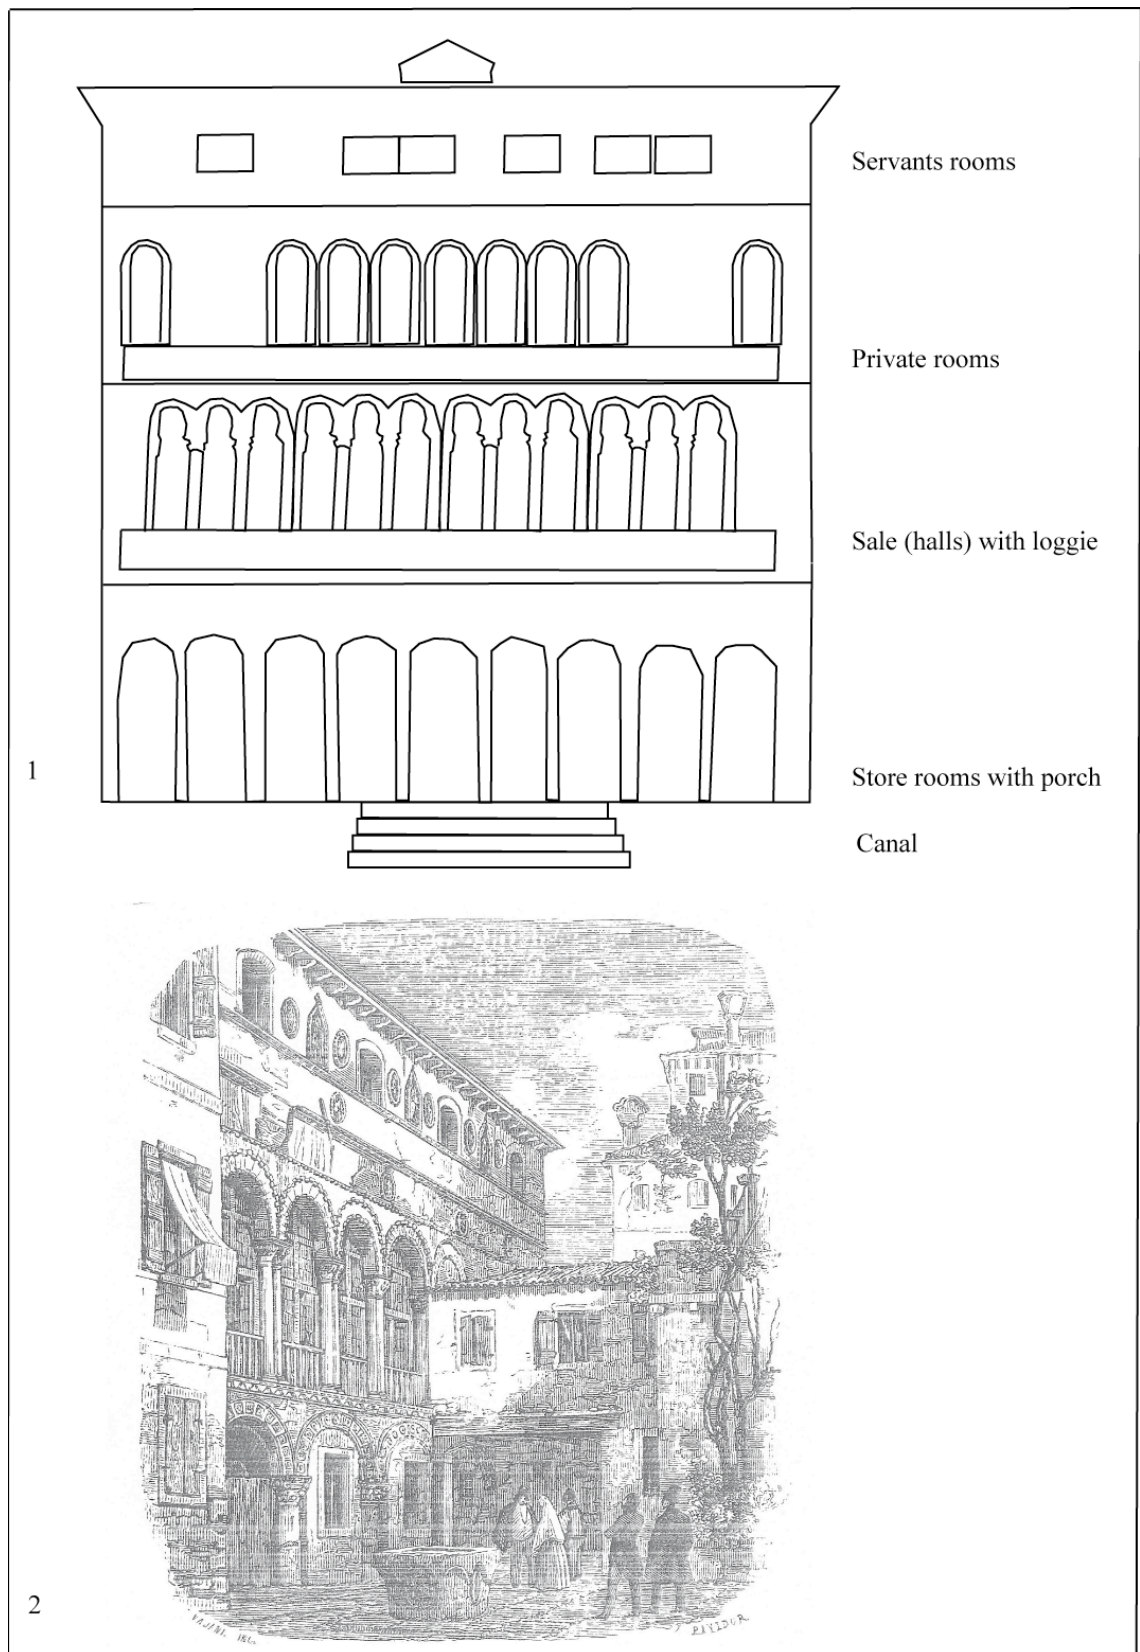 Servants rooms
Private rooms
Sale (halls) with loggie
1
Store rooms with porch
Canal
2